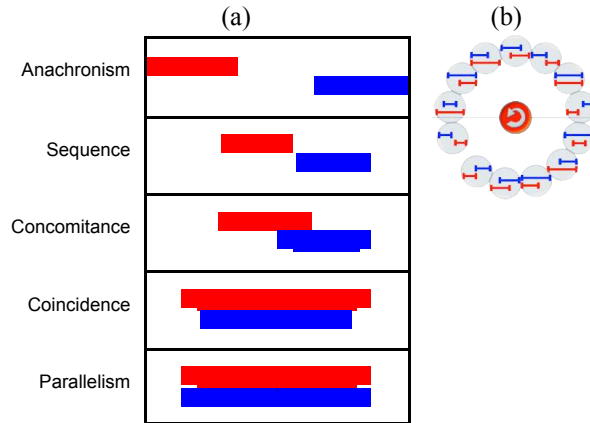 (a)
(b)
Anachronism
Sequence
Concomitance
Coincidence
Parallelism